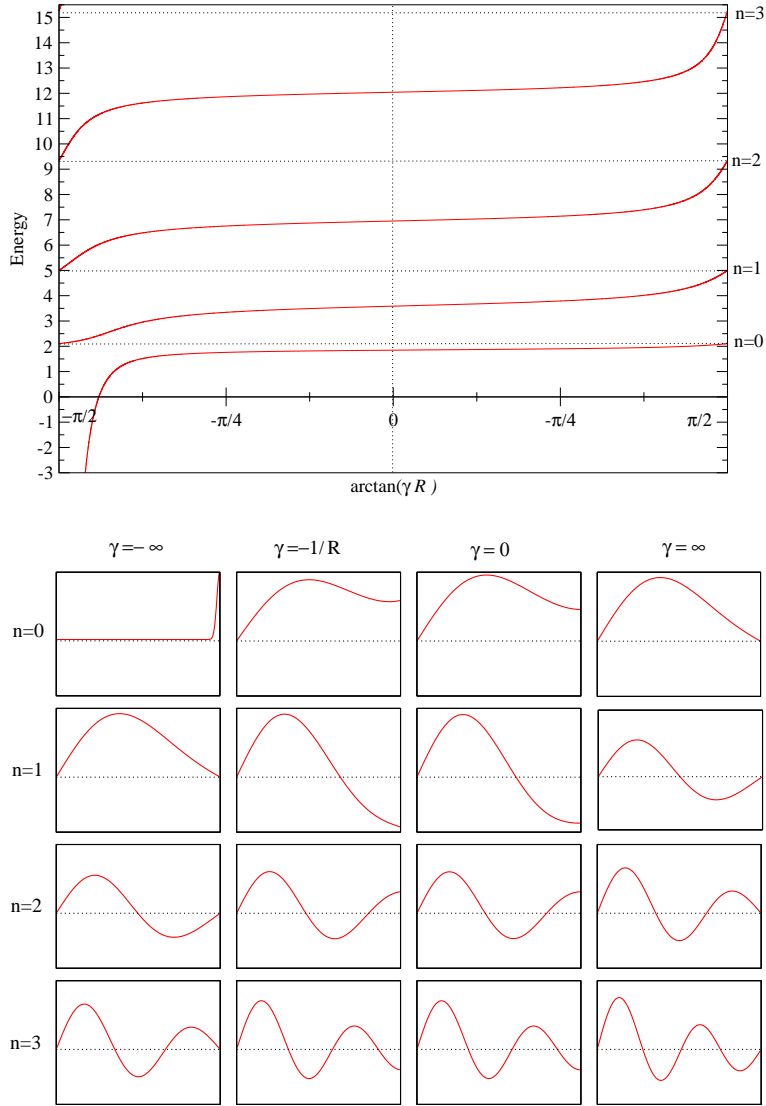 15
14
13
12
11
10
9
8
7
6
5
4
3
2
1
0
-1
-2
-3
Energy
n=3
n=2
n=1
n=0
−π/2
-π/4
0
-π/4
π/2
arctan(γ R )
γ =− ∞
γ =−1/ R
γ = 0
γ = ∞
n=0
n=1
n=2
n=3